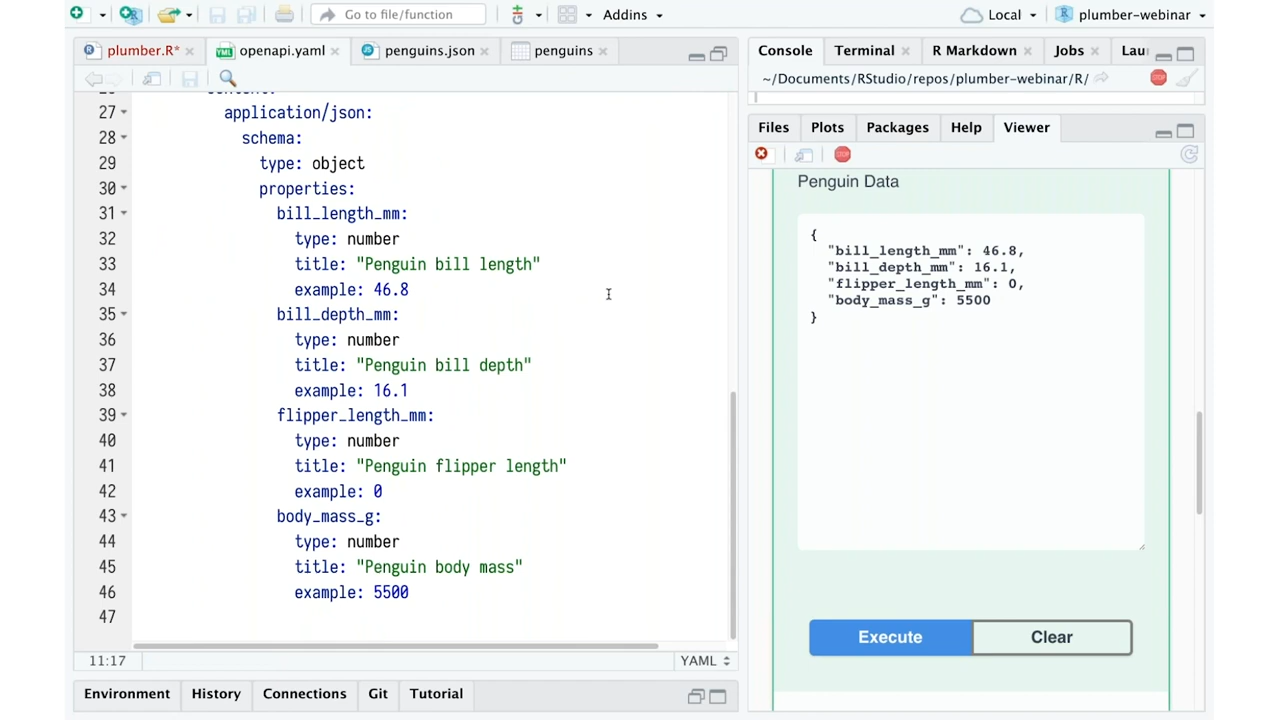 Go to file/function
Addins
Local
plumber-webinar
plumber.R*
openapi.yaml
penguins.json
penguins
27 application/json:
28 schema:
29 type: object
30 properties:
31 bill_length_mm:
32 type: number
33 title: "Penguin bill length"
34 example: 46.8
35 bill_depth_mm:
36 type: number
37 title: "Penguin bill depth"
38 example: 16.1
39 flipper_length_mm:
40 type: number
41 title: "Penguin flipper length"
42 example: 0
43 body_mass_g:
44 type: number
45 title: "Penguin body mass"
46 example: 5500
47
11:17
YAML
Environment History Connections Git Tutorial
Console Terminal R Markdown Jobs Lau
~/Documents/RStudio/repos/plumber-webinar/R/
Files Plots Packages Help Viewer
Penguin Data
{
"bill_length_mm": 46.8,
"bill_depth_mm": 16.1,
"flipper_length_mm": 0,
"body_mass_g": 5500
}
Execute
Clear